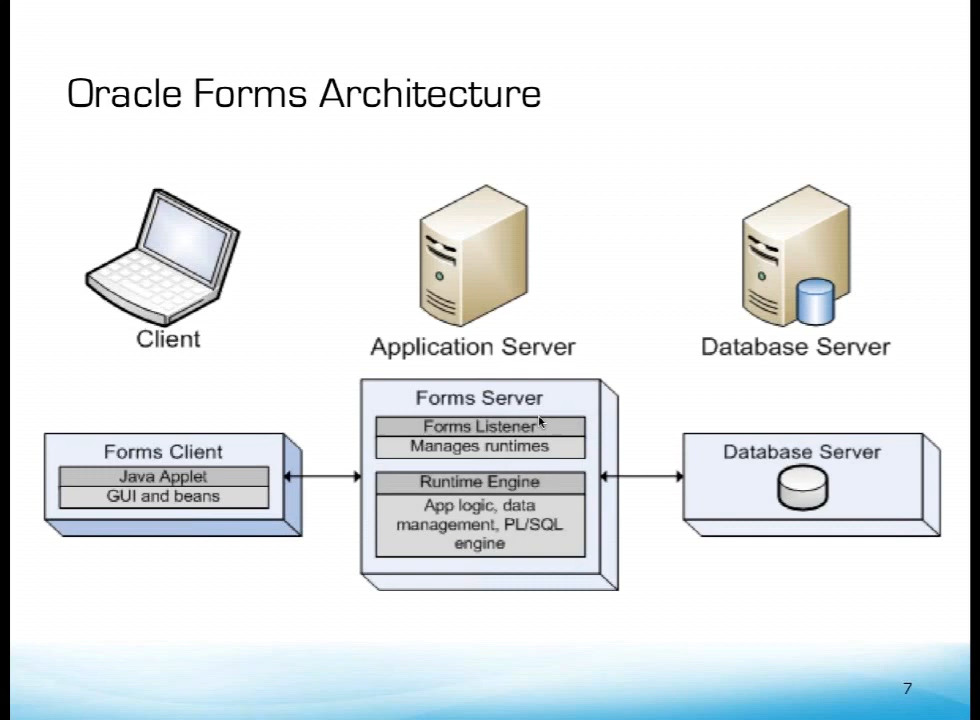 Oracle Forms Architecture
Client
Application Server
Database Server
Forms Client
Java Applet
GUI and beans
Forms Server
Forms Listener
Manages runtimes
Runtime Engine
App logic, data
management, PL/SQL
engine
Database Server
7